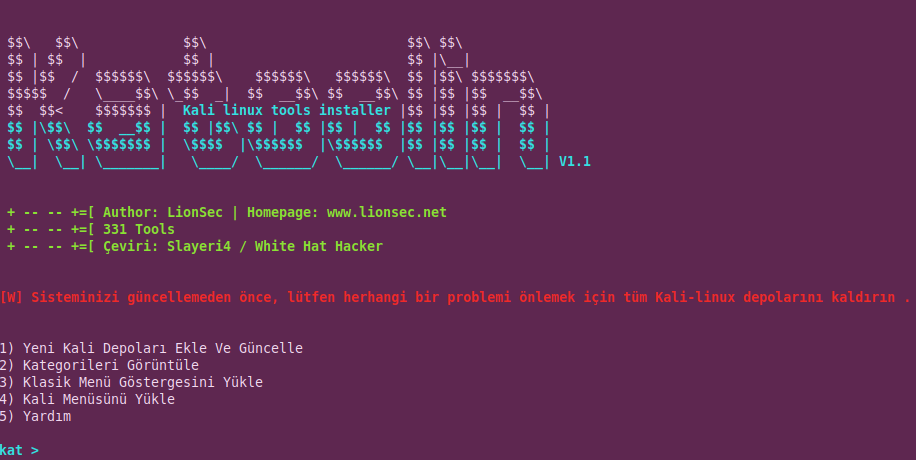 $$\   $$\             $$\                         $$\ $$\
$$ | $$  |            $$ |                        $$ |\__|
$$ |$$  /  $$$$$$\  $$$$$$\    $$$$$$\   $$$$$$\  $$ |$$\ $$$$$$$\
$$$$$  /   \____$$\ \_$$  _|  $$  __$$\ $$  __$$\ $$ |$$ |$$  __$$\
$$  $$<    $$$$$$$ |  Kali linux tools installer |$$ |$$ |$$ |  $$ |
$$ |\$$\  $$  __$$ |  $$ |$$\ $$ |  $$ |$$ |  $$ |$$ |$$ |$$ |  $$ |
$$ | \$$\ \$$$$$$$ |  \$$$$  |\$$$$$$  |\$$$$$$  |$$ |$$ |$$ |  $$ |
\__|  \__| \_______|   \____/  \______/  \______/ \__|\__|\__|  \__| V1.1
+ -- -- +=[ Author: LionSec | Homepage: www.lionsec.net
+ -- -- +=[ 331 Tools
+ -- -- +=[ Çeviri: Slayeri4 / White Hat Hacker
[W] Sisteminizi güncellemeden önce, lütfen herhangi bir problemi önlemek için tüm Kali-linux depolarını kaldırın .
1) Yeni Kali Depoları Ekle Ve Güncelle
2) Kategorileri Görüntüle
3) Klasik Menü Göstergesini Yükle
4) Kali Menüsünü Yükle
5) Yardım
kat >